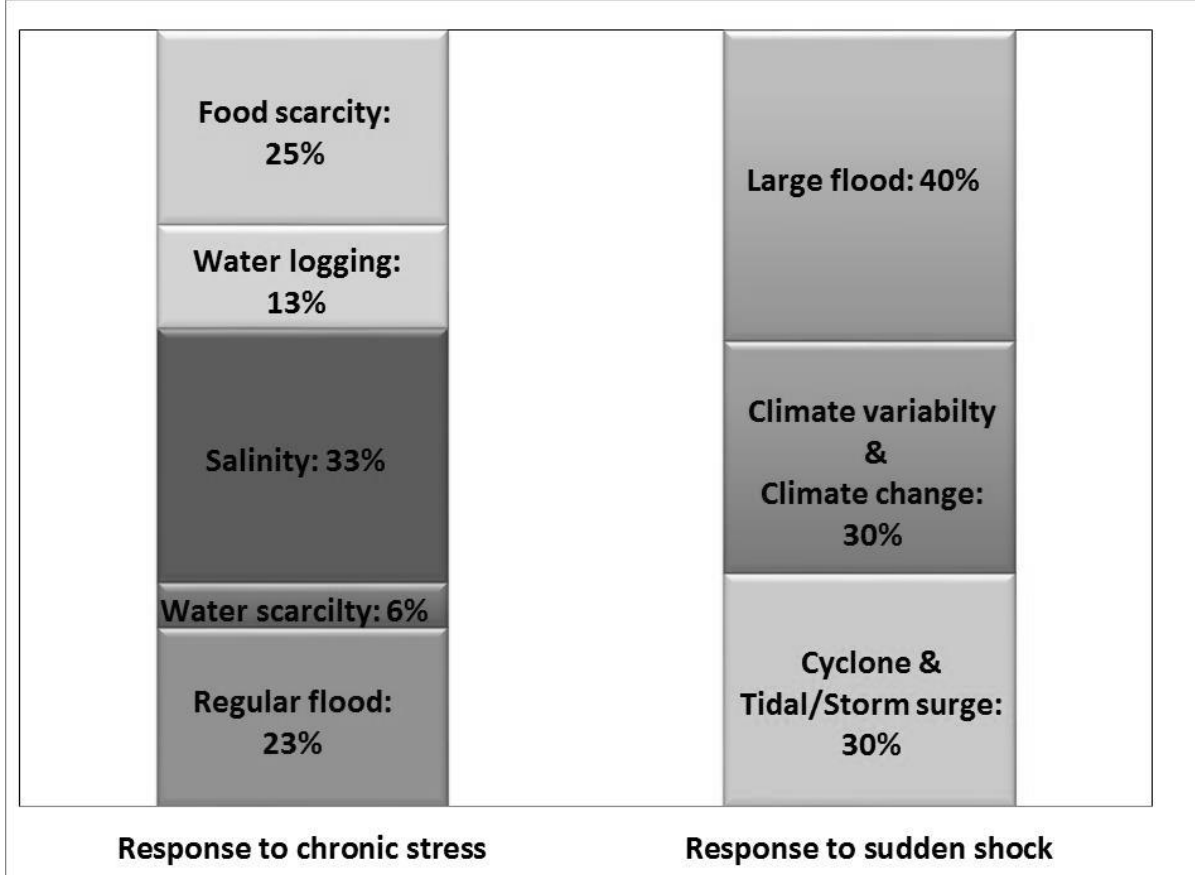 Food scarcity:
25%
Water logging:
13%
Salinity: 33%
Water scarcilty: 6%
Regular flood:
23%
Response to chronic stress
Large flood: 40%
Climate variabilty
&
Climate change:
30%
Cyclone &
Tidal/Storm surge:
30%
Response to sudden shock